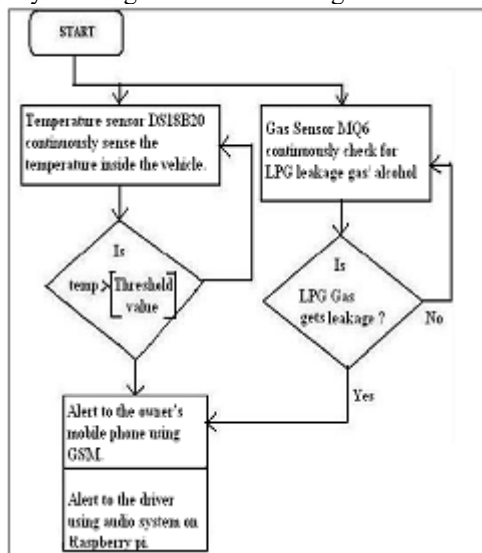 START
Temperature sensor DS18B20
continuously sense the
temperature inside the vehicle.
Gas Sensor MQ6
continuously check for
LPG leakage gas/ alcohol
Is
temp>[Threshold
value]
Is
LPG Gas
gets leakage ?
No
Yes
Alert to the owner's
mobile phone using
GSM.
Alert to the driver
using audio system on
Raspberry pi.